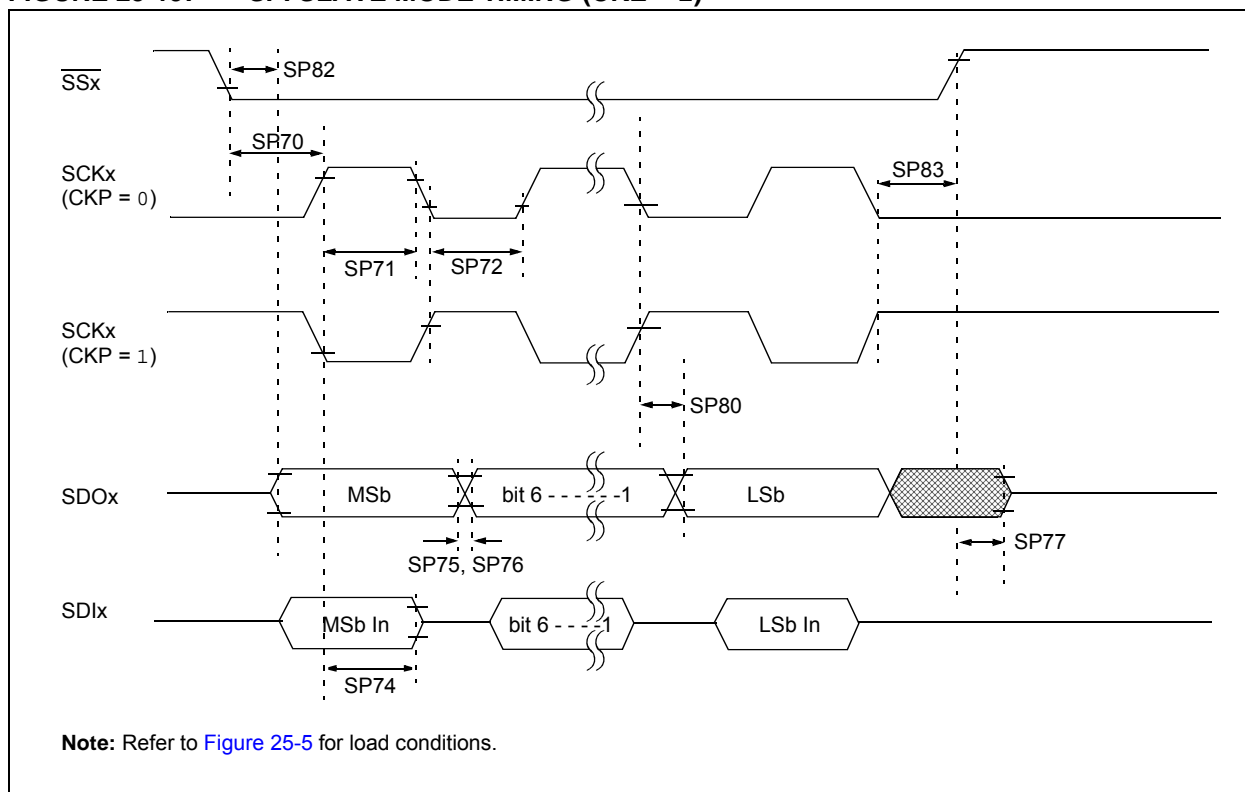 SSx
SP82
SP70
SCKx
(CKP = 0)
SP83
SP71
SP72
SCKx
(CKP = 1)
SP80
SDOx
MSb
bit 6 - - - - - -1
LSb
SP75, SP76
SP77
SDIx
MSb In
bit 6 - - - -1
LSb In
SP74
Note: Refer to Figure 25-5 for load conditions.